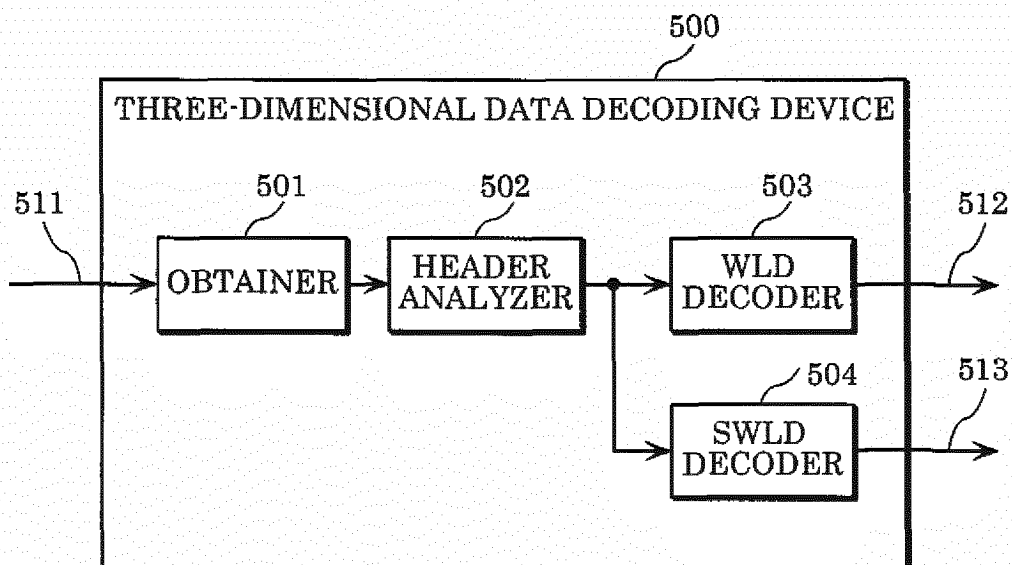 500
THREE-DIMENSIONAL DATA DECODING DEVICE
501
502
503
511
512
OBTAINER
HEADER
ANALYZER
WLD
DECODER
504
513
SWLD
DECODER